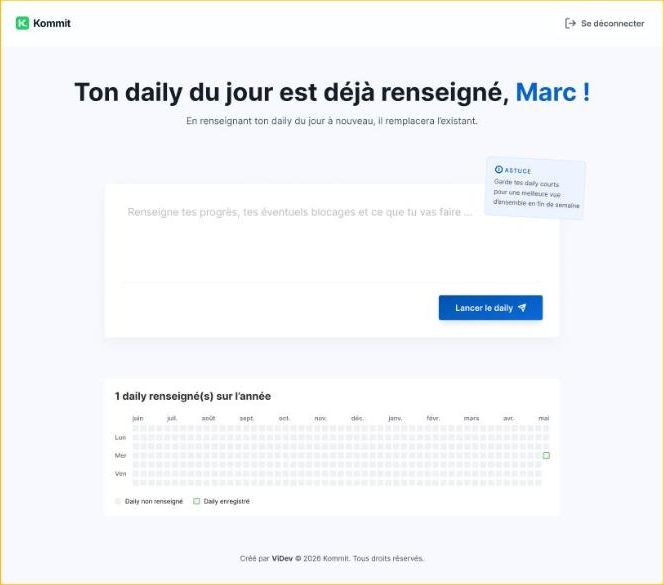 Kommit
Se déconnecter
Ton daily du jour est déjà renseigné, Marc !
En renseignant ton daily du jour à nouveau, il remplacera l'existant.
ASTUCE
Garde tes daily courts
pour une meilleure vue
d'ensemble en fin de semaine
Renseigne tes progrès, tes éventuels blocages et ce que tu vas faire ...
Lancer le daily
1 daily renseigné(s) sur l'année
juin juil. août sept. oct. nov. déc. janv. févr. mars avr. mai
Lun
Mer
Ven
Daily non renseigné Daily enregistré
Créé par ViDev © 2026 Kommit. Tous droits réservés.